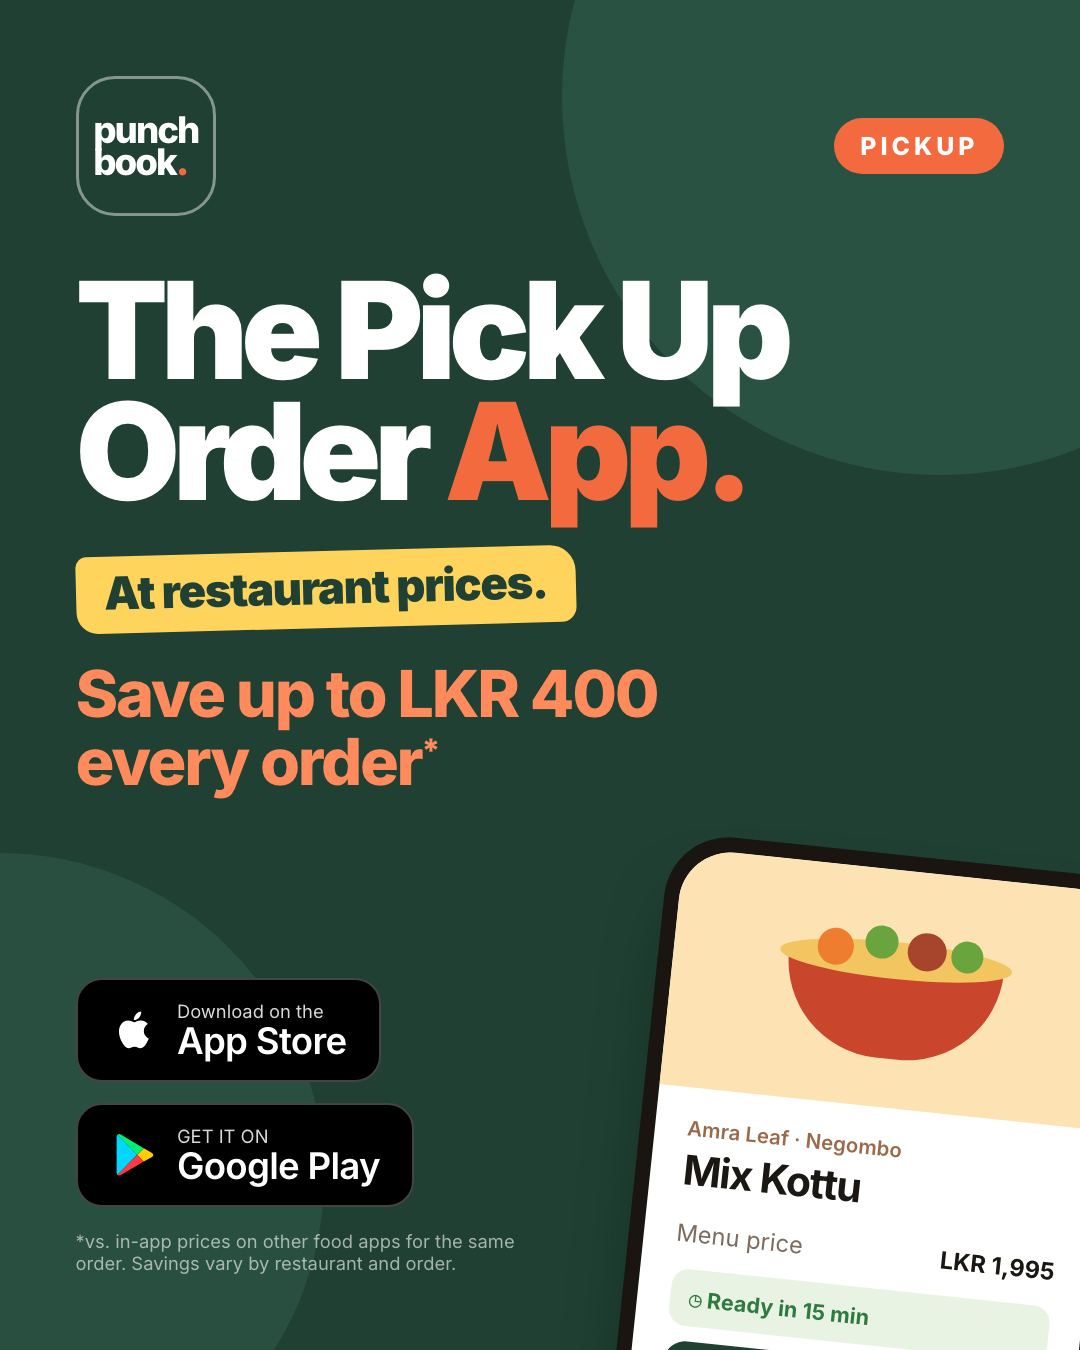 punch
book.
PICKUP
The Pick Up
Order App.
At restaurant prices.
Save up to LKR 400
every order*
Download on the
App Store
GET IT ON
Google Play
*vs. in-app prices on other food apps for the same
order. Savings vary by restaurant and order.
Amra Leaf · Negombo
Mix Kottu
Menu price
LKR 1,995
Ready in 15 min